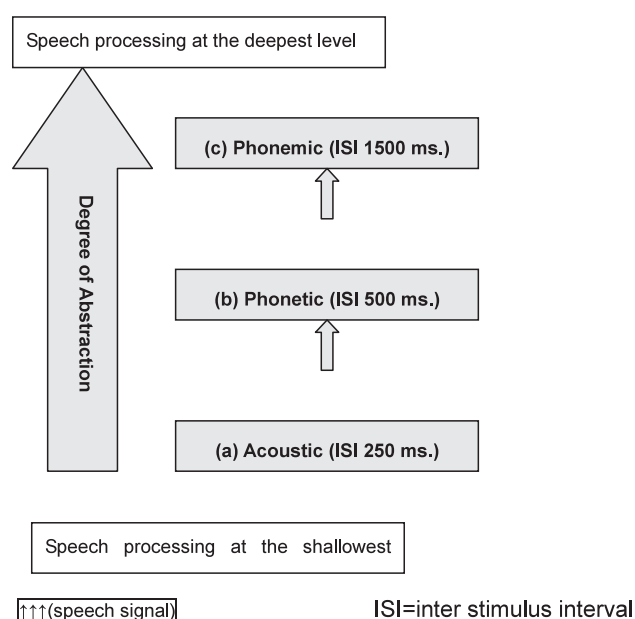 Speech processing at the deepest level
(c) Phonemic (ISI 1500 ms.)
Degree of Abstraction
(b) Phonetic (ISI 500 ms.)
(a) Acoustic (ISI 250 ms.)
Speech processing at the shallowest
↑↑↑(speech signal)
ISI=inter stimulus interval